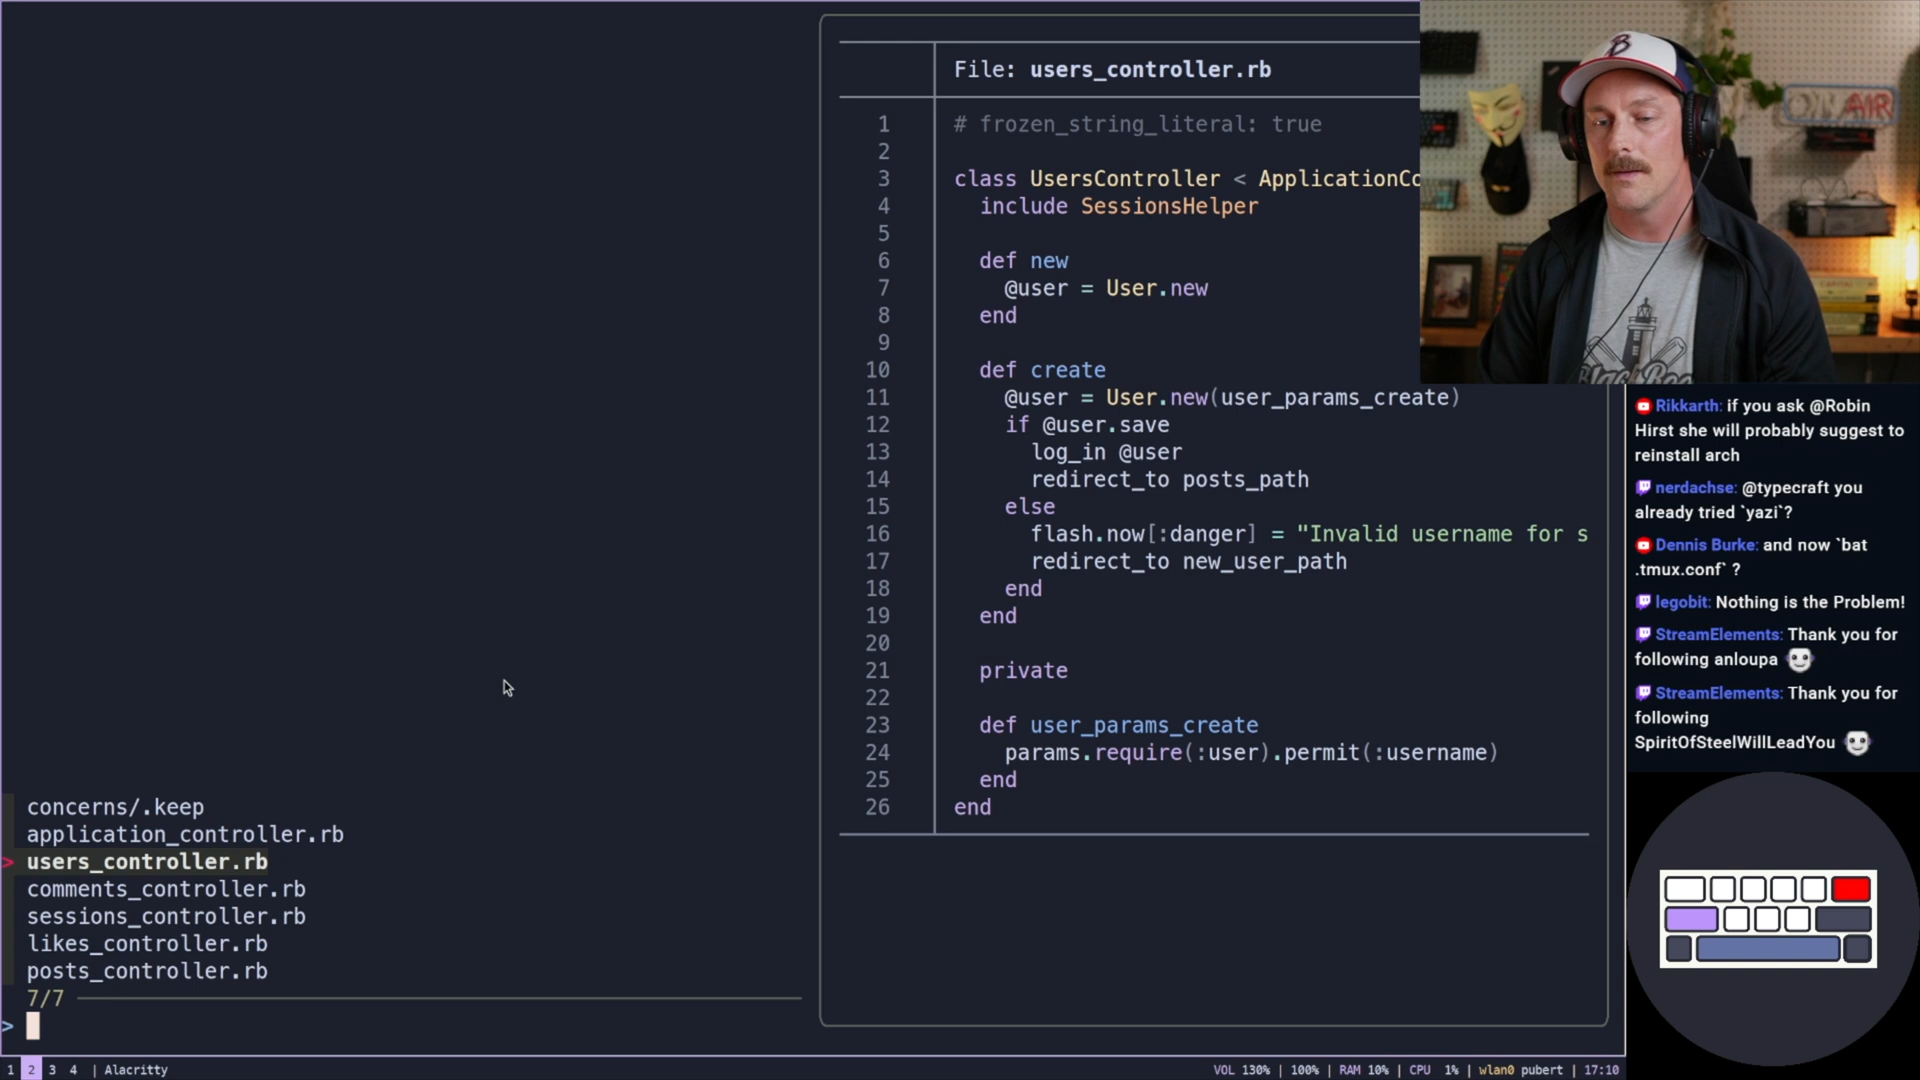 File: users_controller.rb
1 # frozen_string_literal: true
2
3 class UsersController < ApplicationCo
4 include SessionsHelper
5
6 def new
7 @user = User.new
8 end
9
10 def create
11 @user = User.new(user_params_create)
12 if @user.save
13 log_in @user
14 redirect_to posts_path
15 else
16 flash.now[:danger] = "Invalid username for s
17 redirect_to new_user_path
18 end
19 end
20
21 private
22
23 def user_params_create
24 params.require(:user).permit(:username)
25 end
26 end
concerns/.keep
application_controller.rb
> users_controller.rb
comments_controller.rb
sessions_controller.rb
likes_controller.rb
posts_controller.rb
7/7
>
B
ON AIR
Rikkarth: if you ask @Robin
Hirst she will probably suggest to
reinstall arch
nerdachse: @typecraft you
already tried `yazi`?
Dennis Burke: and now `bat
.tmux.conf` ?
legobit: Nothing is the Problem!
StreamElements: Thank you for
following anloupa
StreamElements: Thank you for
following
SpiritOfSteelWillLeadYou
1 2 3 4 | Alacritty
VOL 130% | 100% | RAM 10% | CPU 1% | wlan0 pubert | 17:10